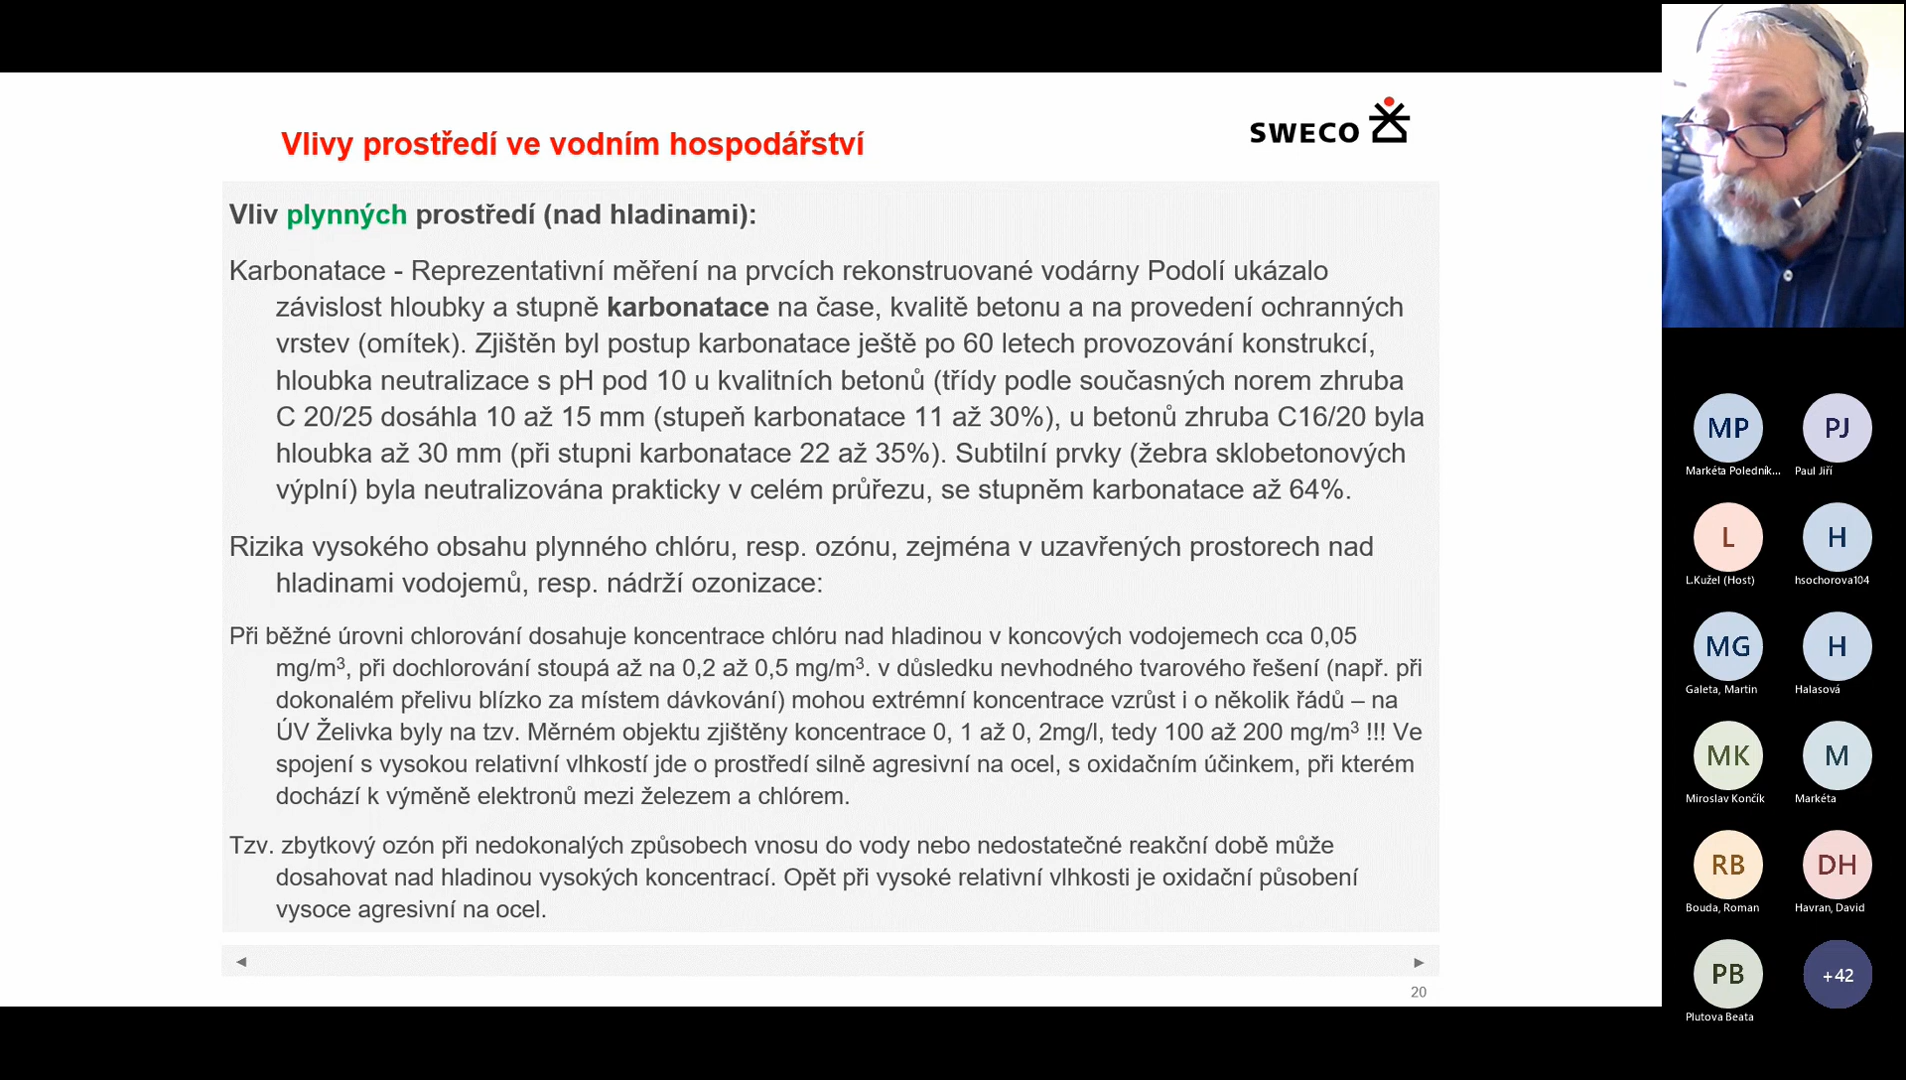 Vlivy prostředí ve vodním hospodářství
SWECO
Vliv plynných prostředí (nad hladinami):
Karbonatace - Reprezentativní měření na prvcích rekonstruované vodárny Podolí ukázalo
závislost hloubky a stupně karbonatace na čase, kvalitě betonu a na provedení ochranných
vrstev (omítek). Zjištěn byl postup karbonatace ještě po 60 letech provozování konstrukcí,
hloubka neutralizace s pH pod 10 u kvalitních betonů (třídy podle současných norem zhruba
C 20/25 dosáhla 10 až 15 mm (stupeň karbonatace 11 až 30%), u betonů zhruba C16/20 byla
hloubka až 30 mm (při stupni karbonatace 22 až 35%). Subtilní prvky (žebra sklobetonových
výplní) byla neutralizována prakticky v celém průřezu, se stupněm karbonatace až 64%.
Rizika vysokého obsahu plynného chlóru, resp. ozónu, zejména v uzavřených prostorech nad
hladinami vodojemů, resp. nádrží ozonizace:
Při běžné úrovni chlorování dosahuje koncentrace chlóru nad hladinou v koncových vodojemech cca 0,05
mg/m³, při dochlorování stoupá až na 0,2 až 0,5 mg/m³. v důsledku nevhodného tvarového řešení (např. při
dokonalém přelivu blízko za místem dávkování) mohou extrémní koncentrace vzrůst i o několik řádů – na
ÚV Želivka byly na tzv. Měrném objektu zjištěny koncentrace 0, 1 až 0, 2mg/l, tedy 100 až 200 mg/m³ !!! Ve
spojení s vysokou relativní vlhkostí jde o prostředí silně agresivní na ocel, s oxidačním účinkem, při kterém
dochází k výměně elektronů mezi železem a chlórem.
Tzv. zbytkový ozón při nedokonalých způsobech vnosu do vody nebo nedostatečné reakční době může
dosahovat nad hladinou vysokých koncentrací. Opět při vysoké relativní vlhkosti je oxidační působení
vysoce agresivní na ocel.
20
MP
PJ
Markéta Poledník...
Paul Jiří
L
H
L.Kužel (Host)
hsochorova104
MG
H
Galeta, Martin
Halasová
MK
M
Miroslav Končík
Markéta
RB
DH
Bouda, Roman
Havran, David
PB
+42
Plutova Beata